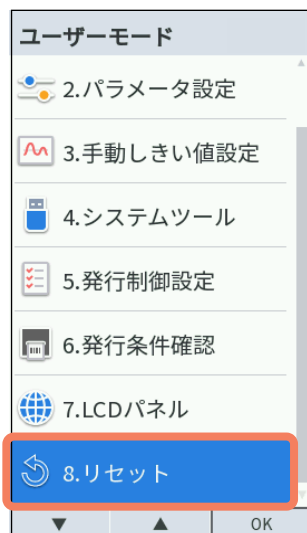 ユーザーモード
2.パラメータ設定
3.手動しきい値設定
4.システムツール
5.発行制御設定
6.発行条件確認
7.LCDパネル
8.リセット
▼ ▲ OK